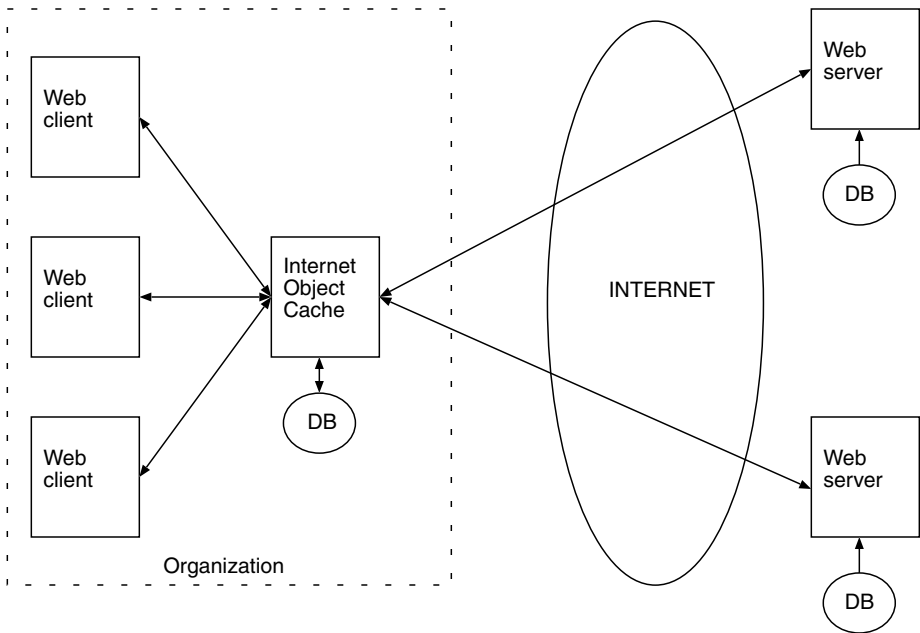 Web
client
Web
client
Web
client
Internet
Object
Cache
DB
Organization
INTERNET
Web
server
DB
Web
server
DB